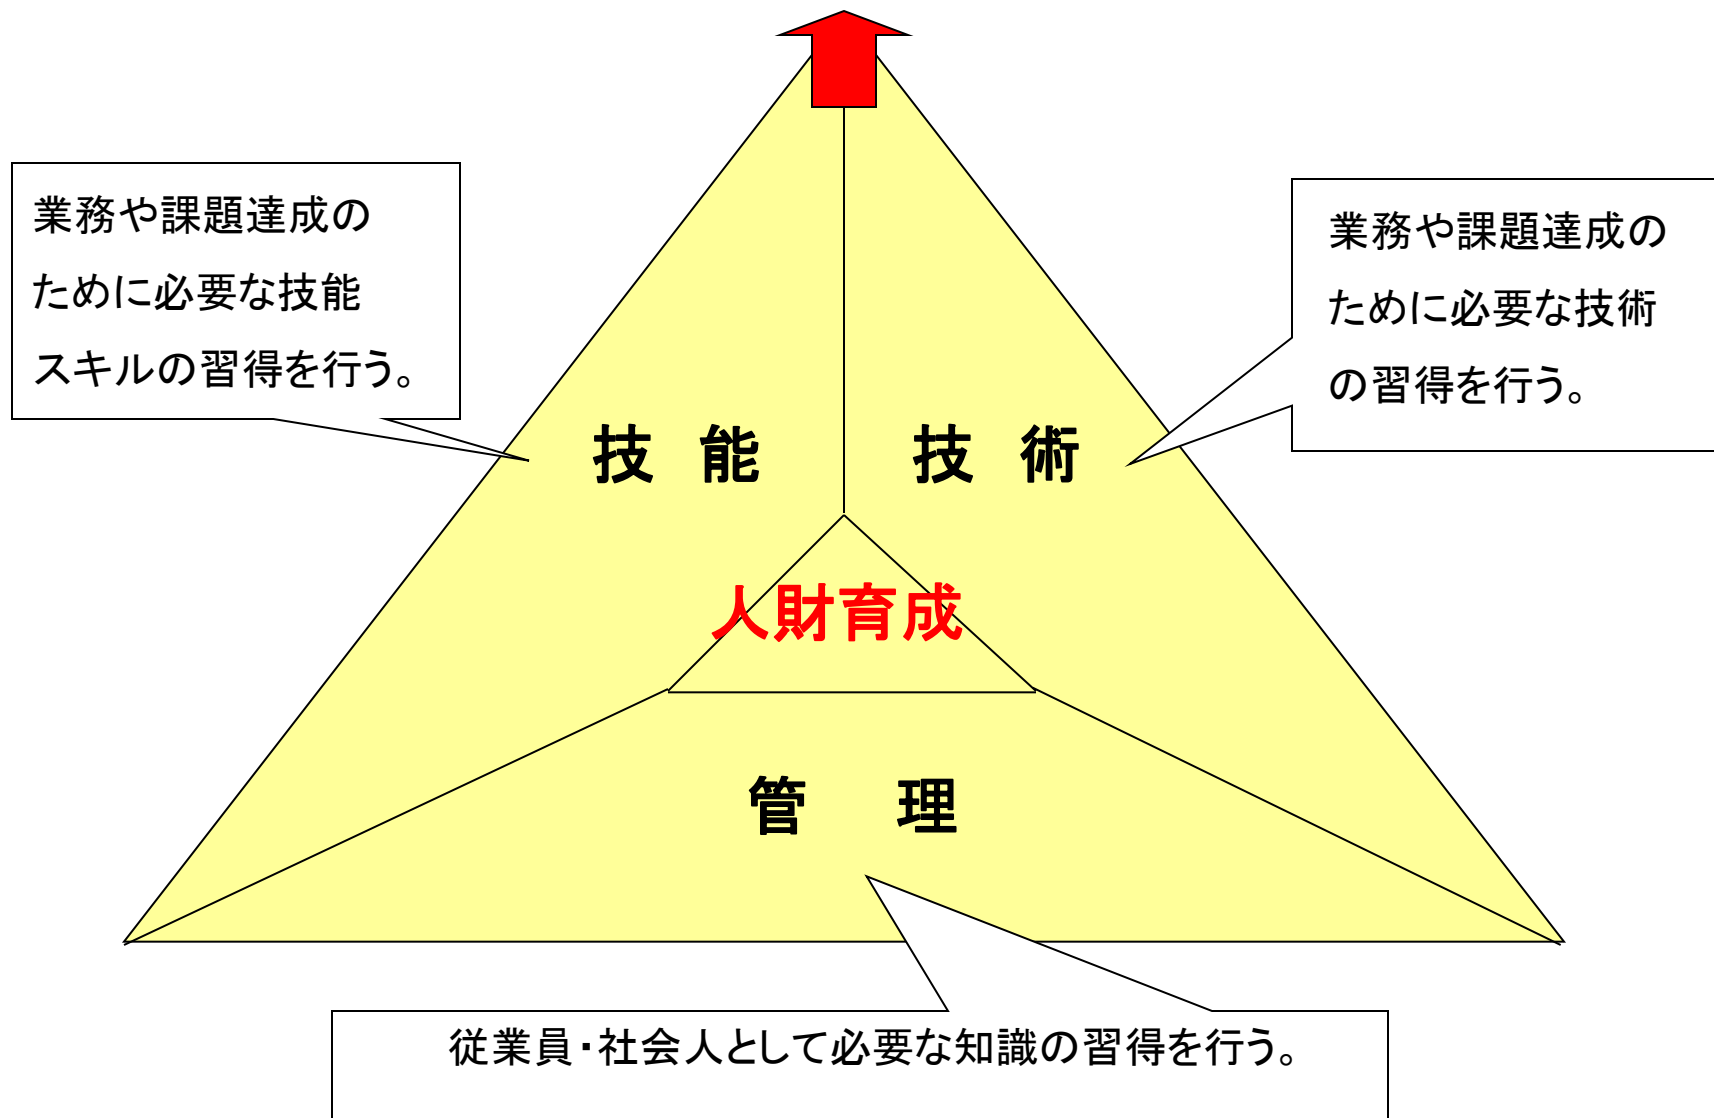 業務や課題達成の
ために必要な技能
スキルの習得を行う。
業務や課題達成の
ために必要な技術
の習得を行う。
技　能
技　術
人財育成
管　理
従業員・社会人として必要な知識の習得を行う。